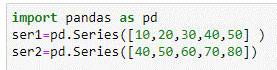 import pandas as pd
ser1=pd.Series([10,20,30,40,50] )
ser2=pd.Series([40,50,60,70,80])